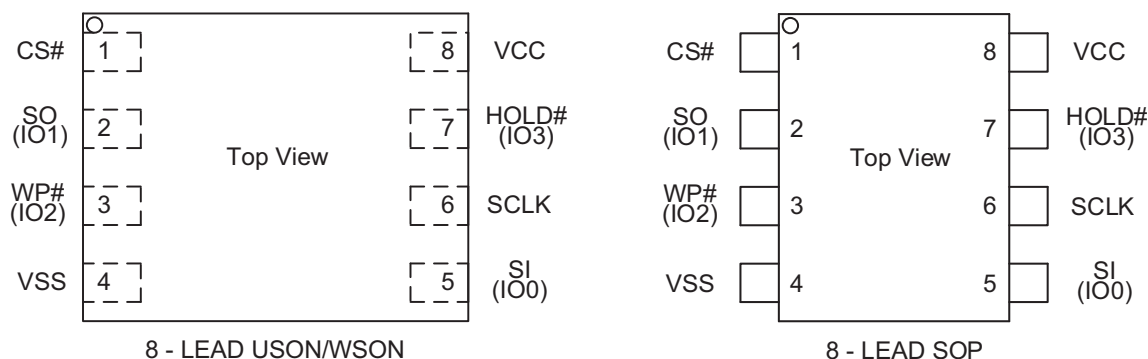 CS#
1
8
VCC
SO
(IO1)
2
7
HOLD#
(IO3)
Top View
WP#
(IO2)
3
6
SCLK
VSS
4
5
SI
(IO0)
8 - LEAD USON/WSON
CS#
1
8
VCC
SO
(IO1)
2
7
HOLD#
(IO3)
Top View
WP#
(IO2)
3
6
SCLK
VSS
4
5
SI
(IO0)
8 - LEAD SOP